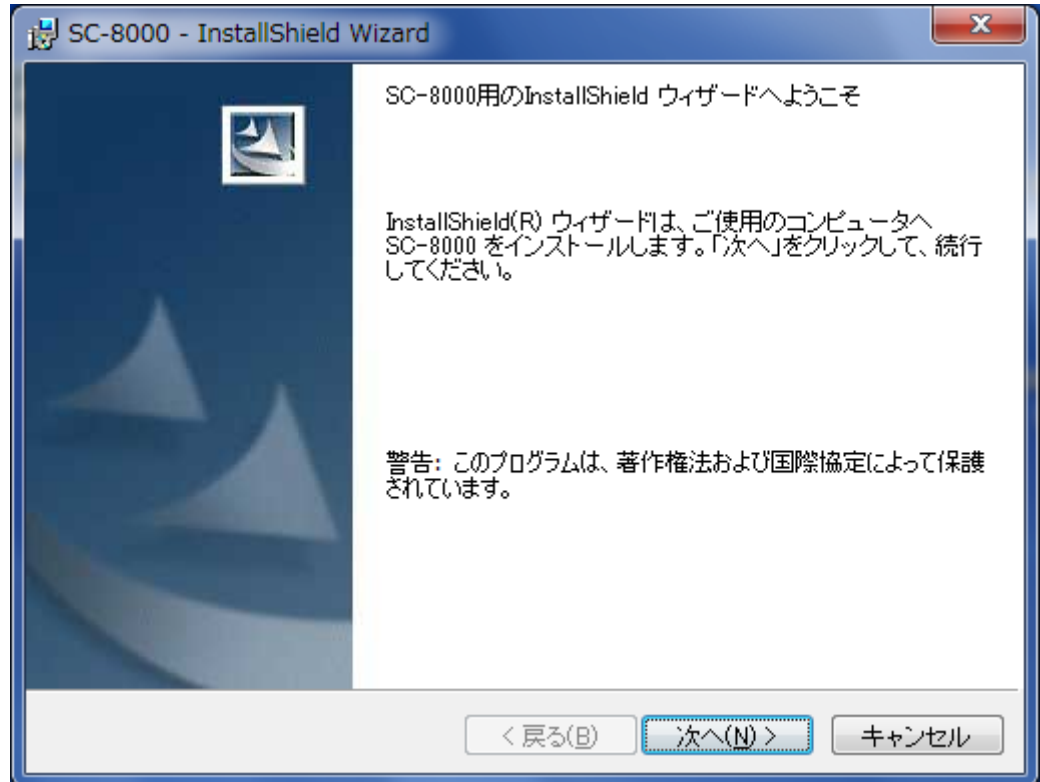 SC-8000 - InstallShield Wizard
SC-8000用のInstallShield ウィザードへようこそ
InstallShield(R) ウィザードは、ご使用のコンピュータへ
SC-8000 をインストールします。「次へ」をクリックして、続行
してください。
警告: このプログラムは、著作権法および国際協定によって保護
されています。
< 戻る(B) 次へ(N) > キャンセル